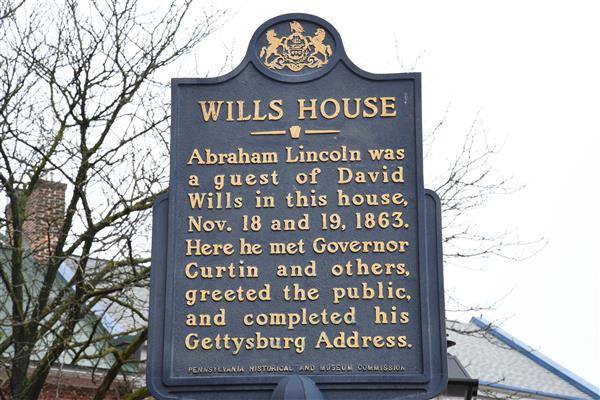 WILLS HOUSE
Abraham Lincoln was
a guest of David
Wills in this house,
Nov. 18 and 19, 1863.
Here he met Governor
Curtin and others,
greeted the public,
and completed his
Gettysburg Address.
PENNSYLVANIA HISTORICAL AND MUSEUM COMMISSION